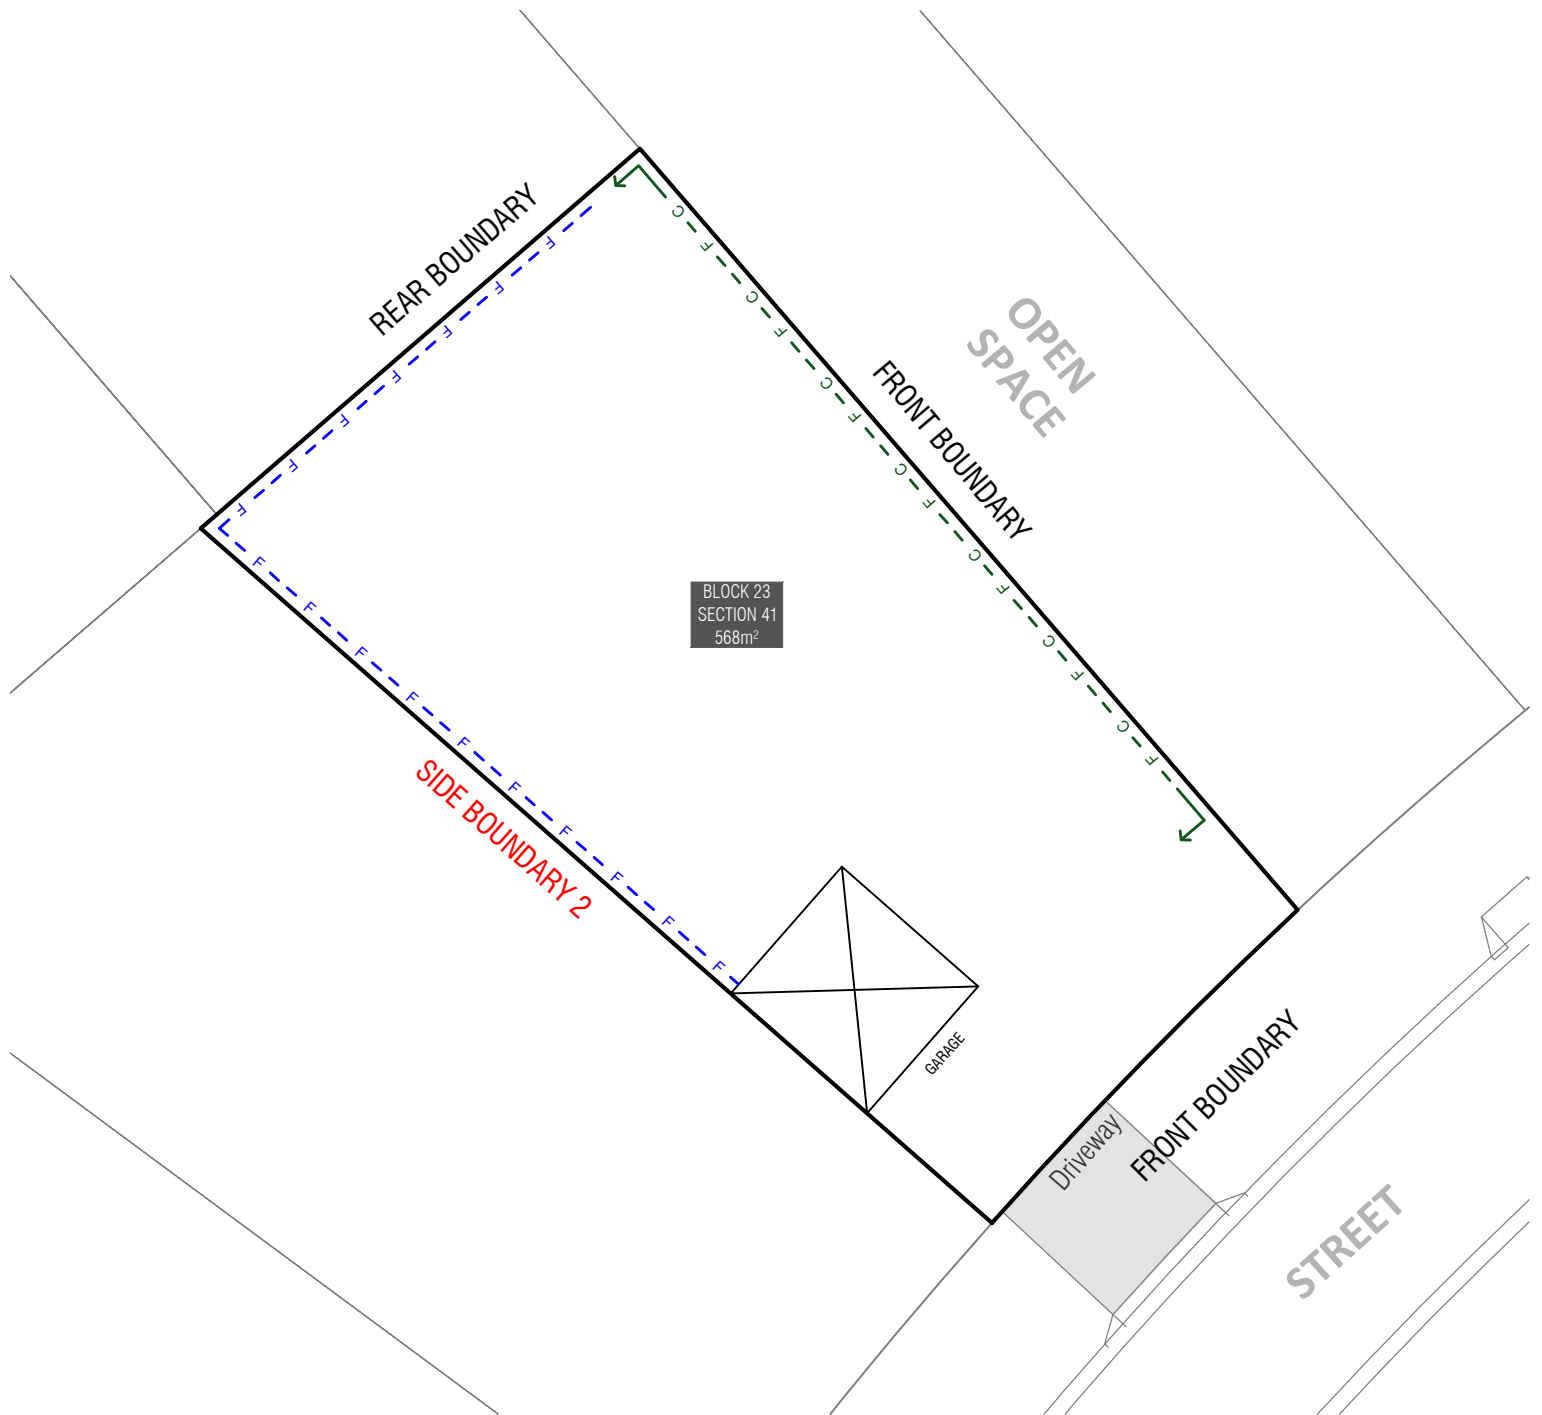 REAR BOUNDARY
OPEN
SPACE
FRONT BOUNDARY
BLOCK 23
SECTION 41
568m²
SIDE BOUNDARY 2
GARAGE
Driveway
FRONT BOUNDARY
STREET
F F F F F F F
F F F F F F F F F F
C F C F C F C F C F C F C F